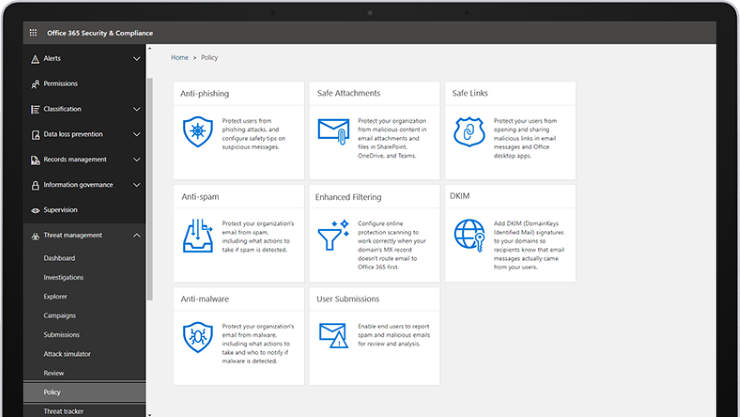 Office 365 Security & Compliance
Alerts
Permissions
Classification
Data loss prevention
Records management
Information governance
Supervision
Threat management
Dashboard
Investigations
Explorer
Campaigns
Submissions
Attack simulator
Review
Policy
Threat tracker
Home > Policy
Anti-phishing
Protect users from
phishing attacks, and
configure safety tips on
suspicious messages.
Safe Attachments
Protect your organization
from malicious content in
email attachments and
files in SharePoint,
OneDrive, and Teams.
Safe Links
Protect your users from
opening and sharing
malicious links in email
messages and Office
desktop apps.
Anti-spam
Protect your organization's
email from spam,
including what actions to
take if spam is detected.
Enhanced Filtering
Configure online
protection scanning to
work correctly when your
domain's MX record
doesn't route email to
Office 365 first.
DKIM
Add DKIM (DomainKeys
Identified Mail) signatures
to your domains so
recipients know that email
messages actually came
from your users.
Anti-malware
Protect your organization's
email from malware,
including what actions to
take and who to notify if
malware is detected.
User Submissions
Enable end users to report
spam and malicious emails
for review and analysis.